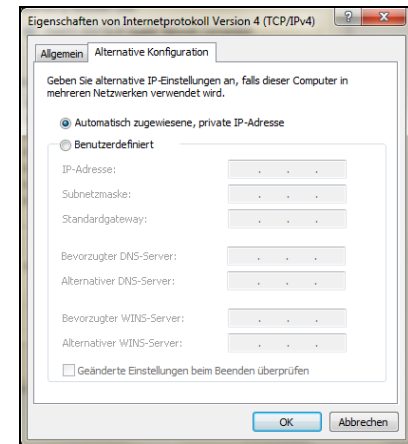 Eigenschaften von Internetprotokoll Version 4 (TCP/IPv4)
Allgemein Alternative Konfiguration
Geben Sie alternative IP-Einstellungen an, falls dieser Computer in
mehreren Netzwerken verwendet wird.
Automatisch zugewiesene, private IP-Adresse
Benutzerdefiniert
IP-Adresse: . . .
Subnetzmaske: . . .
Standardgateway: . . .
Bevorzugter DNS-Server: . . .
Alternativer DNS-Server: . . .
Bevorzugter WINS-Server: . . .
Alternativer WINS-Server: . . .
Geänderte Einstellungen beim Beenden überprüfen
OK Abbrechen